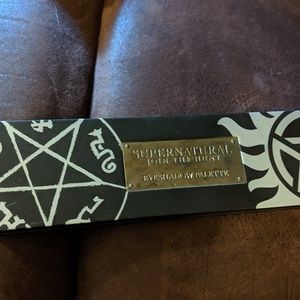 SUPERNATURAL
JOIN THE HUNT
EYESHADOW PALETTE